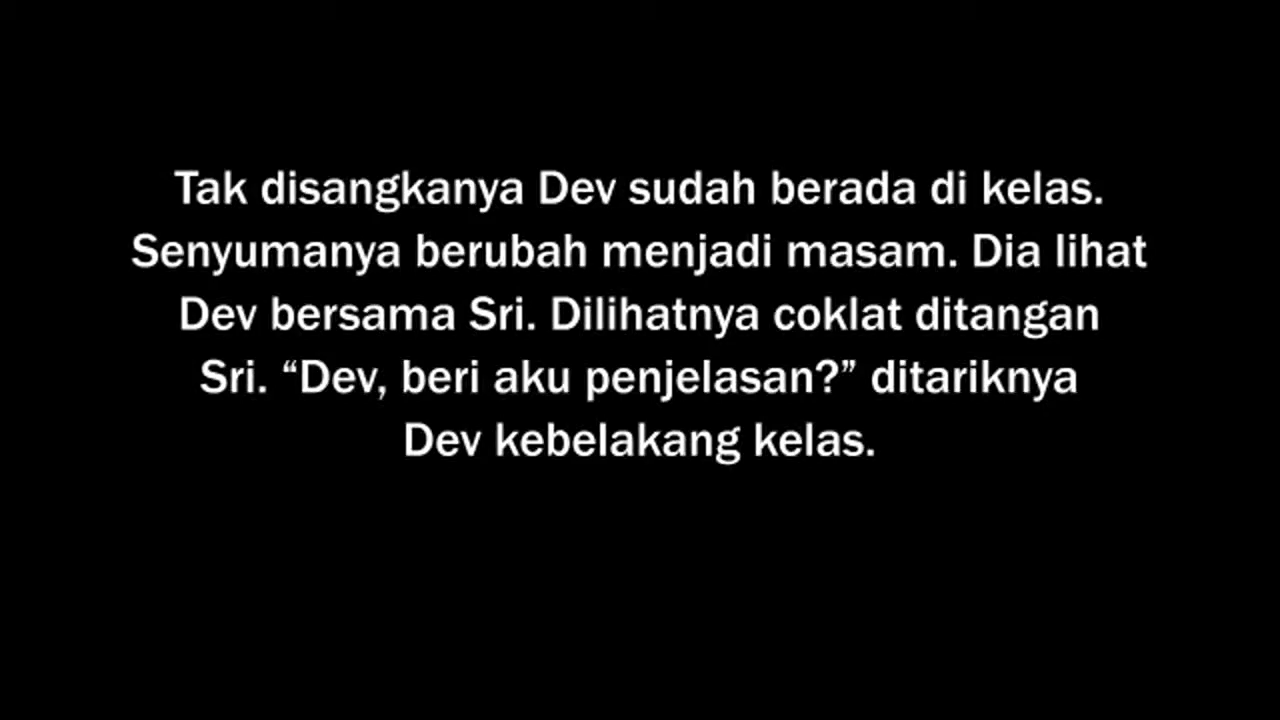 Tak disangkanya Dev sudah berada di kelas.
Senyumanya berubah menjadi masam. Dia lihat
Dev bersama Sri. Dilihatnya coklat ditangan
Sri. “Dev, beri aku penjelasan?” ditariknya
Dev kebelakang kelas.